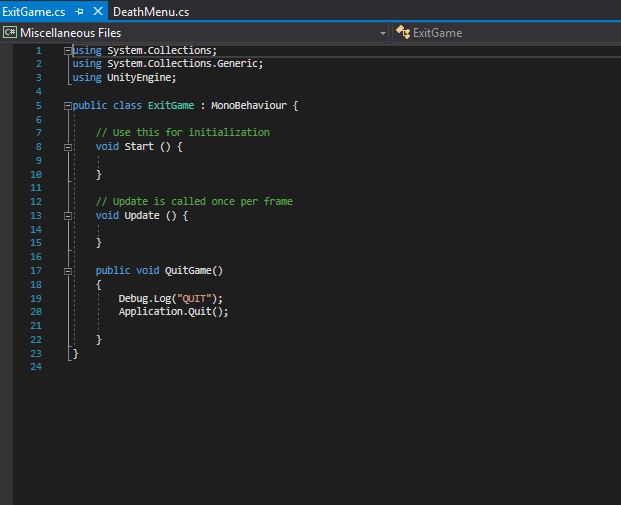 ExitGame.cs DeathMenu.cs
C# Miscellaneous Files ExitGame
1 using System.Collections;
2 using System.Collections.Generic;
3 using UnityEngine;
4
5 public class ExitGame : MonoBehaviour {
6
7 // Use this for initialization
8 void Start () {
9
10 }
11
12 // Update is called once per frame
13 void Update () {
14
15 }
16
17 public void QuitGame()
18 {
19 Debug.Log("QUIT");
20 Application.Quit();
21
22 }
23 }
24